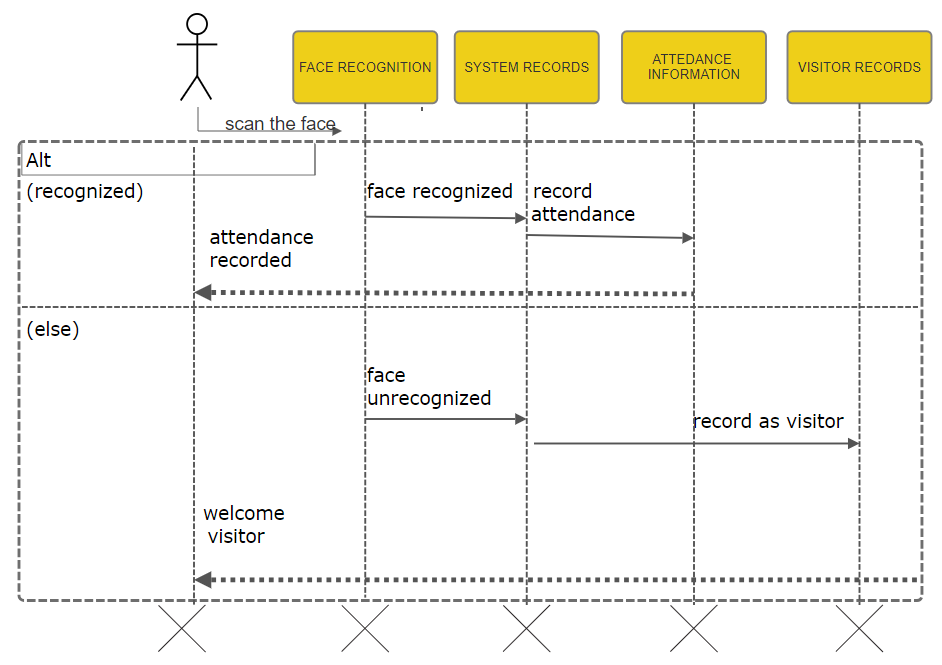 FACE RECOGNITION
SYSTEM RECORDS
ATTEDANCE
INFORMATION
VISITOR RECORDS
scan the face
Alt
(recognized)
face recognized
record
attendance
attendance
recorded
(else)
face
unrecognized
record as visitor
welcome
visitor